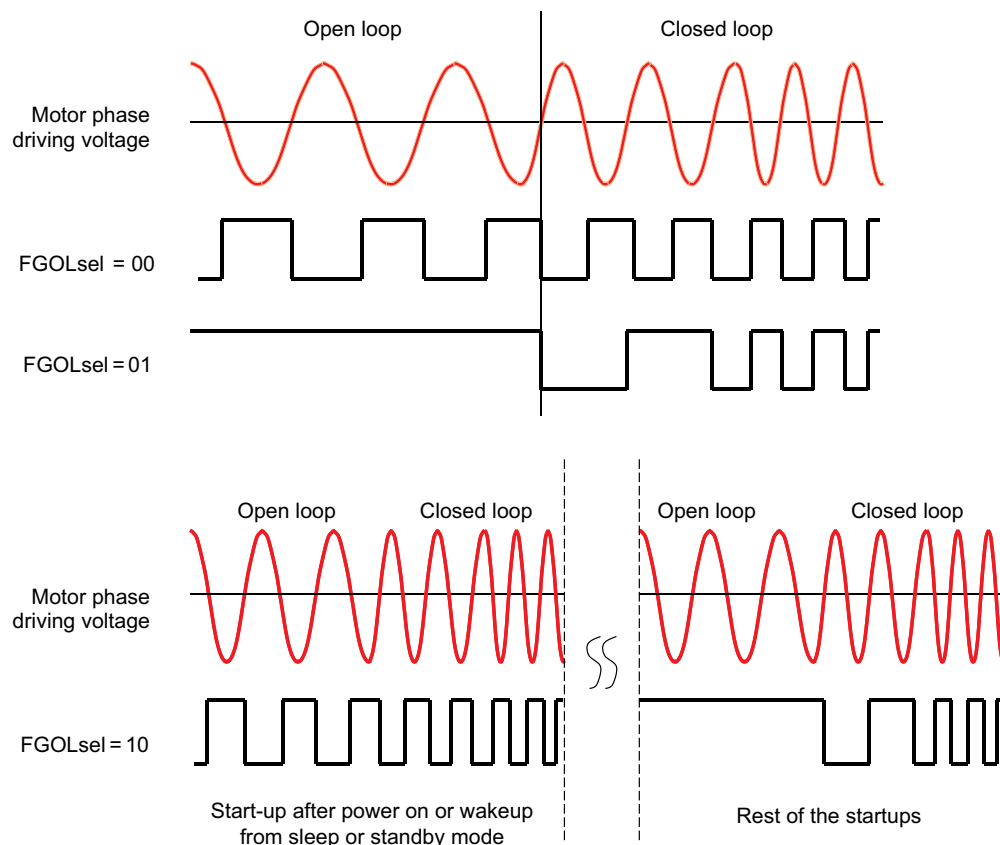 Open loop
Closed loop
Motor phase
driving voltage
FGOLsel = 00
FGOLsel = 01
Open loop
Closed loop
Open loop
Closed loop
Motor phase
driving voltage
FGOLsel = 10
Start-up after power on or wakeup
from sleep or standby mode
Rest of the startups